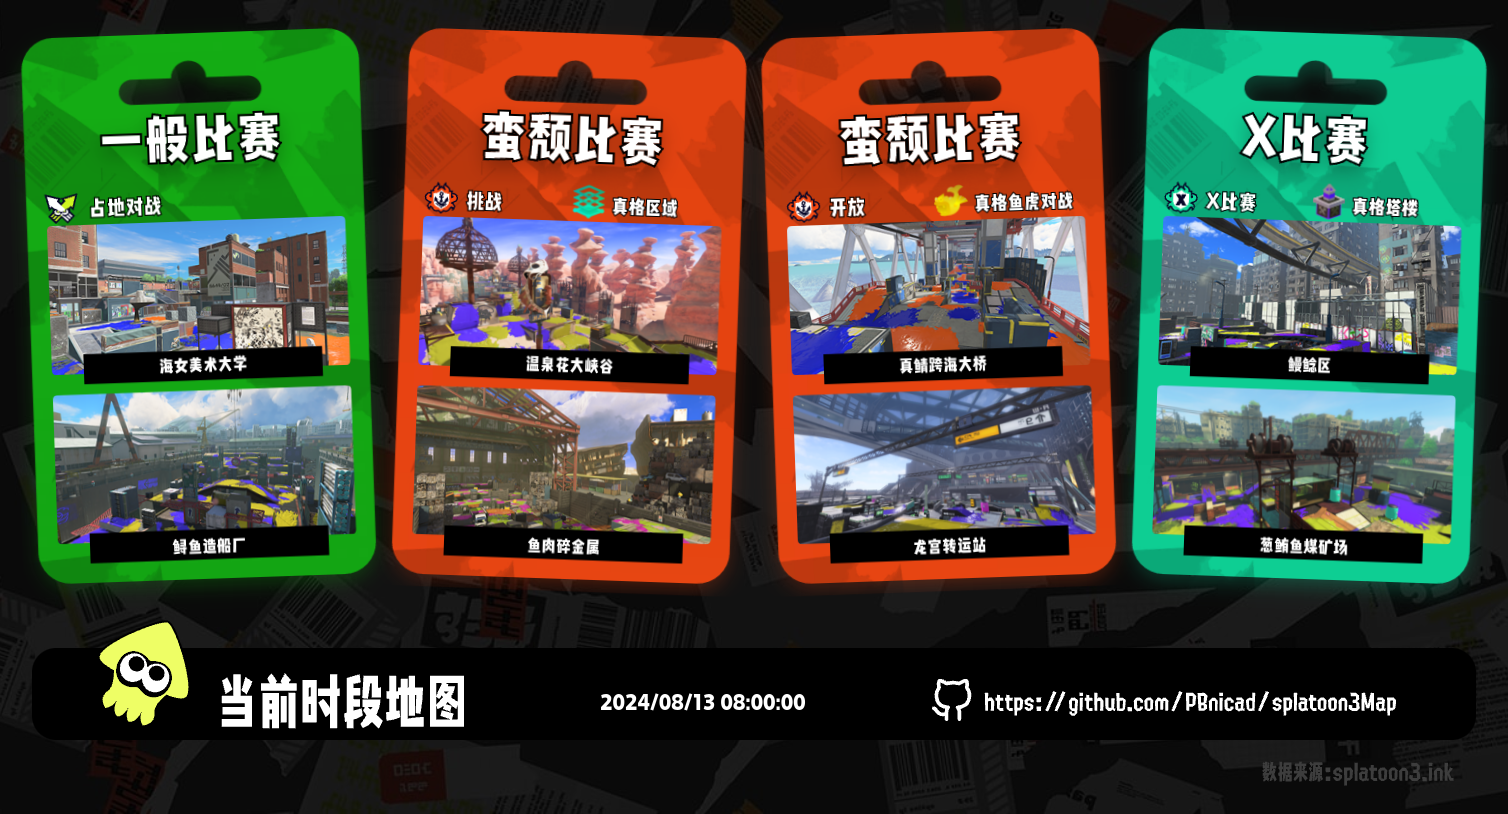 一般比赛
占地对战
海女美术大学
鲟鱼造船厂
蛮颓比赛
挑战
真格区域
温泉花大峡谷
鱼肉碎金属
蛮颓比赛
开放
真格鱼虎对战
真鲭跨海大桥
龙宫转运站
X比赛
X比赛
真格塔楼
鳗鲶区
葱鲔鱼煤矿场
当前时段地图
2024/08/13 08:00:00
https://github.com/PBnicad/splatoon3Map
数据来源:splatoon3.ink